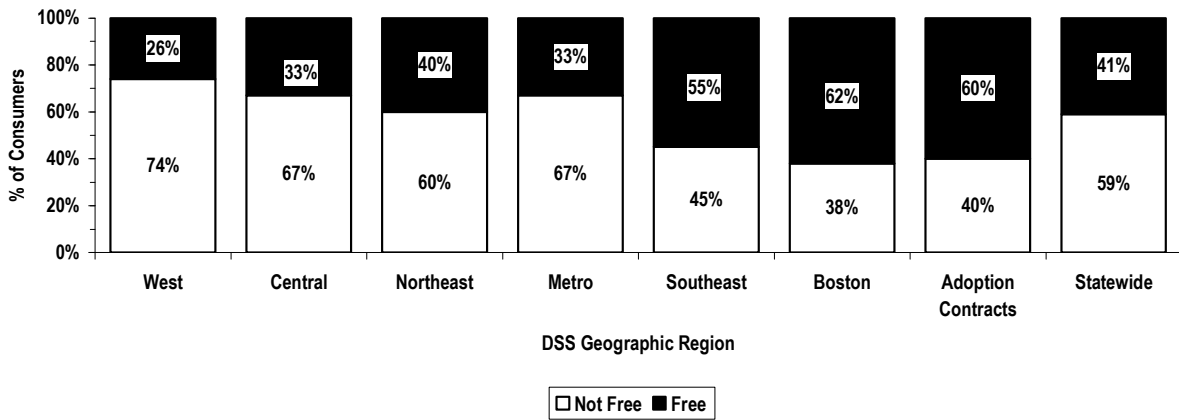 100%
80%
60%
40%
20%
0%
% of Consumers
26%
33%
40%
33%
55%
62%
60%
41%
74%
67%
60%
67%
45%
38%
40%
59%
West
Central
Northeast
Metro
Southeast
Boston
Adoption
Contracts
Statewide
DSS Geographic Region
Not Free
Free